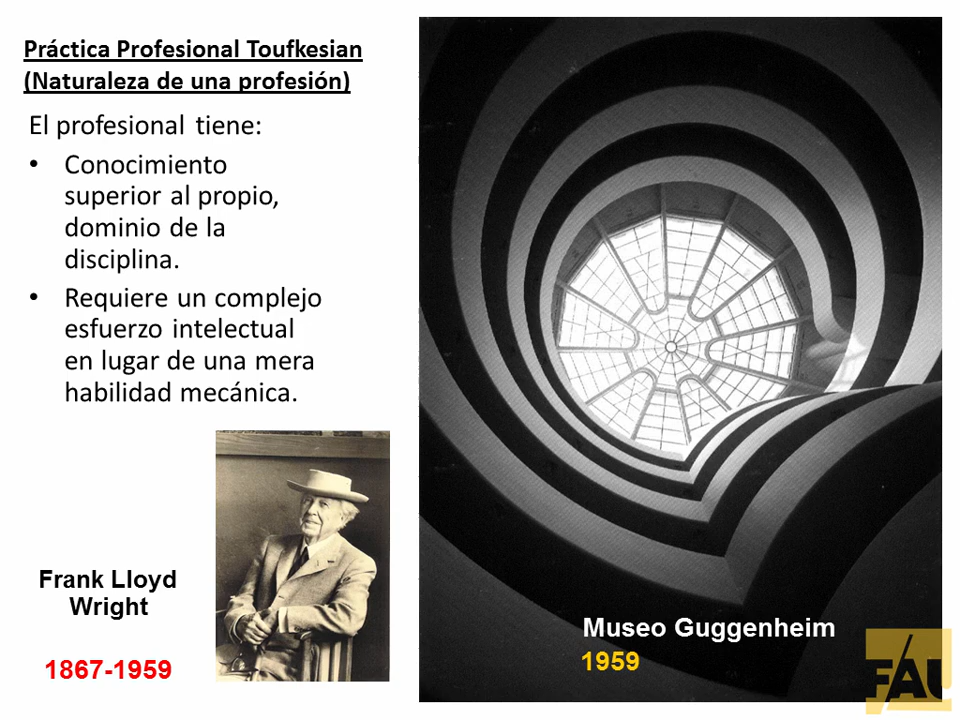 Práctica Profesional Toufkesian
(Naturaleza de una profesión)
El profesional tiene:
• Conocimiento
superior al propio,
dominio de la
disciplina.
• Requiere un complejo
esfuerzo intelectual
en lugar de una mera
habilidad mecánica.
Frank Lloyd
Wright
1867-1959
Museo Guggenheim
1959
FAU